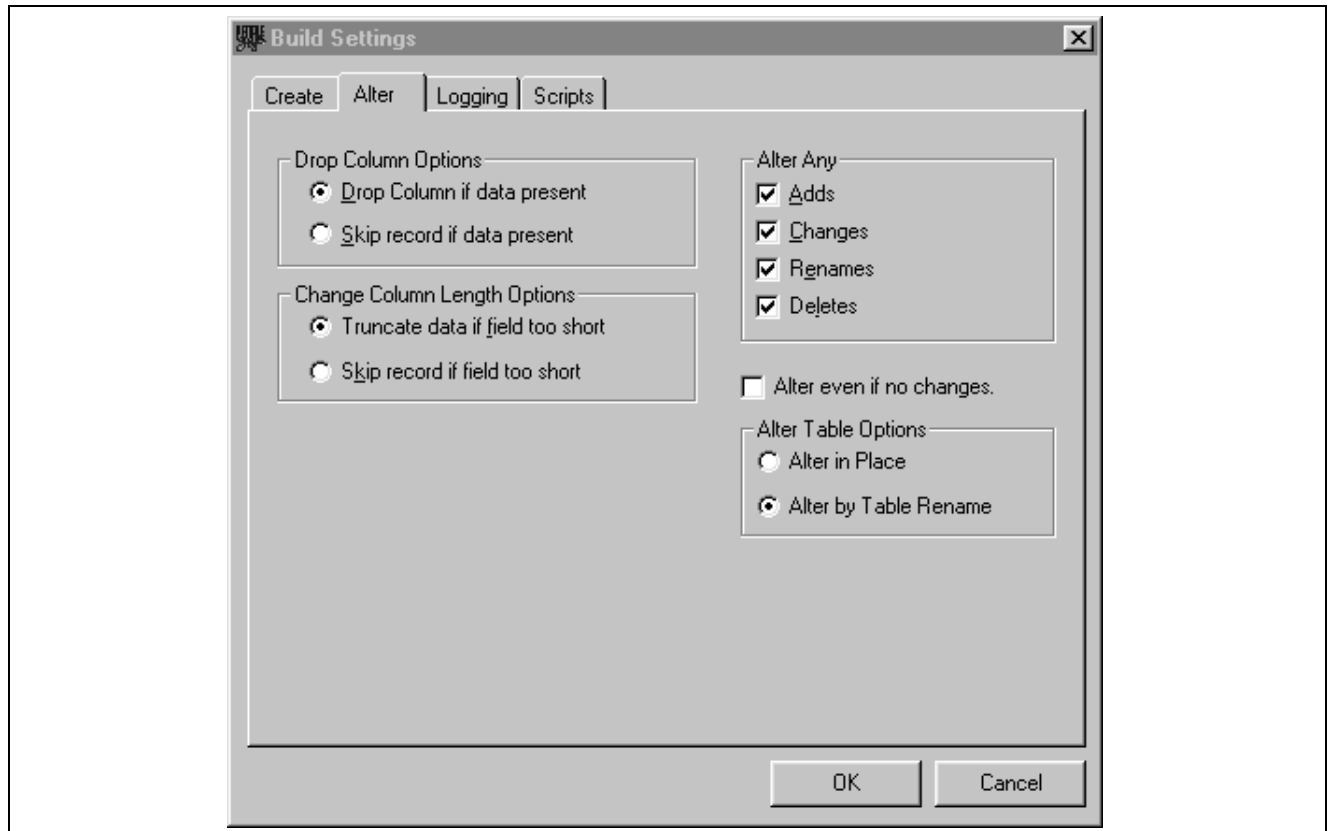 Build Settings
Create Alter Logging Scripts
Drop Column Options
Drop Column if data present
Skip record if data present
Change Column Length Options
Truncate data if field too short
Skip record if field too short
Alter Any
Adds
Changes
Renames
Deletes
Alter even if no changes.
Alter Table Options
Alter in Place
Alter by Table Rename
OK Cancel